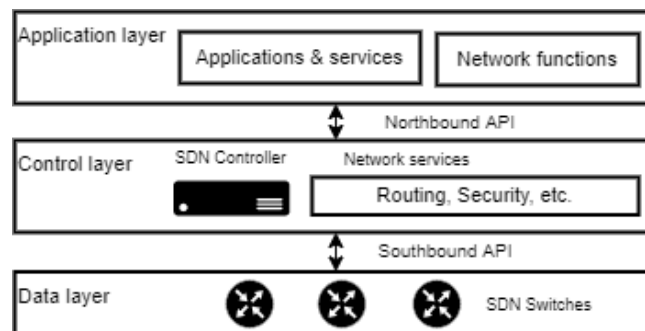 Application layer
Applications & services
Network functions
Northbound API
Control layer
SDN Controller
Network services
Routing, Security, etc.
Southbound API
Data layer
SDN Switches